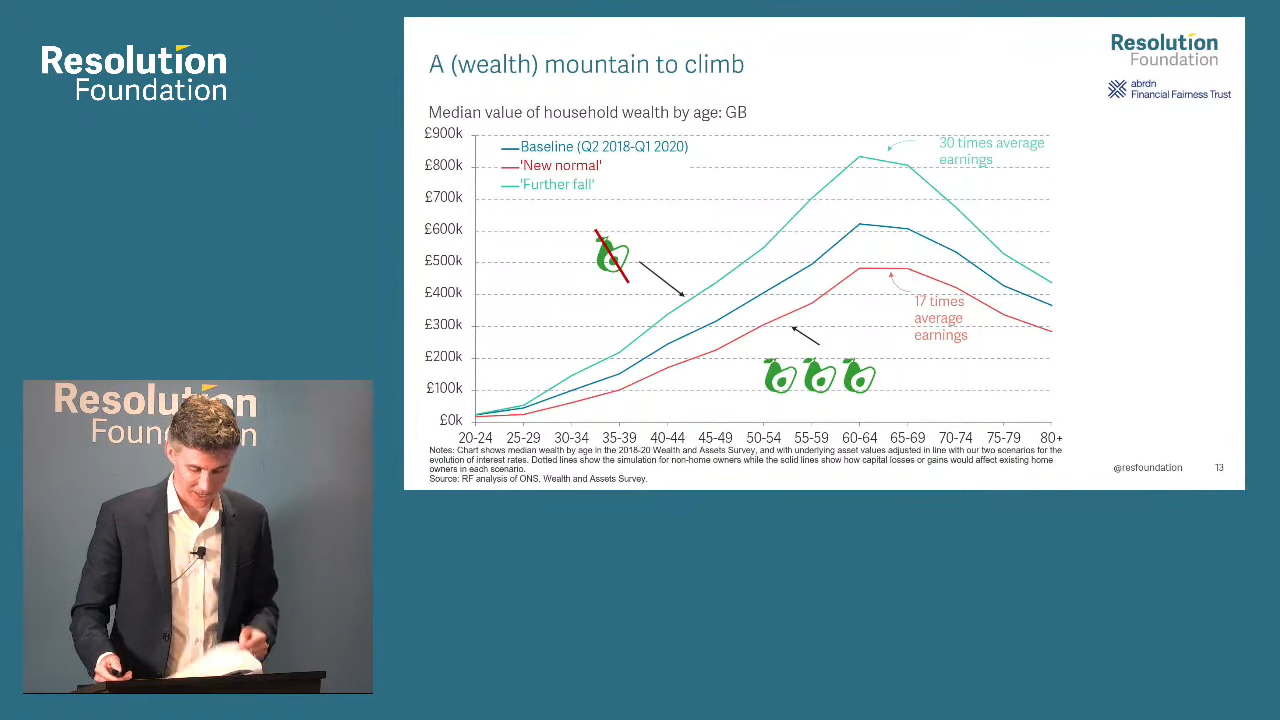 Resolution
Foundation
A (wealth) mountain to climb
Resolution
Foundation
abrdn
Financial Fairness Trust
Median value of household wealth by age: GB
£900k
£800k
£700k
£600k
£500k
£400k
£300k
£200k
£100k
£0k
Baseline (Q2 2018-Q1 2020)
'New normal'
'Further fall'
30 times average
earnings
17 times
average
earnings
20-24 25-29 30-34 35-39 40-44 45-49 50-54 55-59 60-64 65-69 70-74 75-79 80+
Notes: Chart shows median wealth by age in the 2018-20 Wealth and Assets Survey, and with underlying asset values adjusted in line with our two scenarios for the
evolution of interest rates. Dotted lines show the simulation for non-home owners while the solid lines show how capital losses or gains would affect existing home
owners in each scenario.
Source: RF analysis of ONS, Wealth and Assets Survey.
@resfoundation 13
Resolution
Foundation